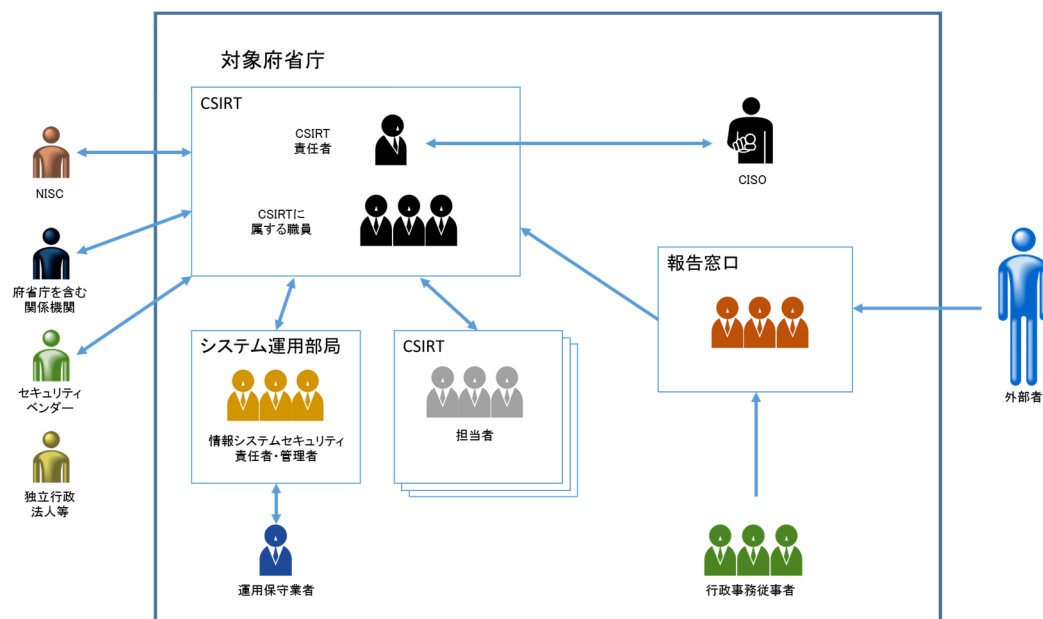 対象府省庁
CSIRT
CSIRT
責任者
CSIRTに
属する職員
CISO
NISC
府省庁を含む
関係機関
セキュリティ
ベンダー
独立行政
法人等
システム運用部局
情報システムセキュリティ
責任者・管理者
CSIRT
担当者
報告窓口
外部者
運用保守業者
行政事務従事者